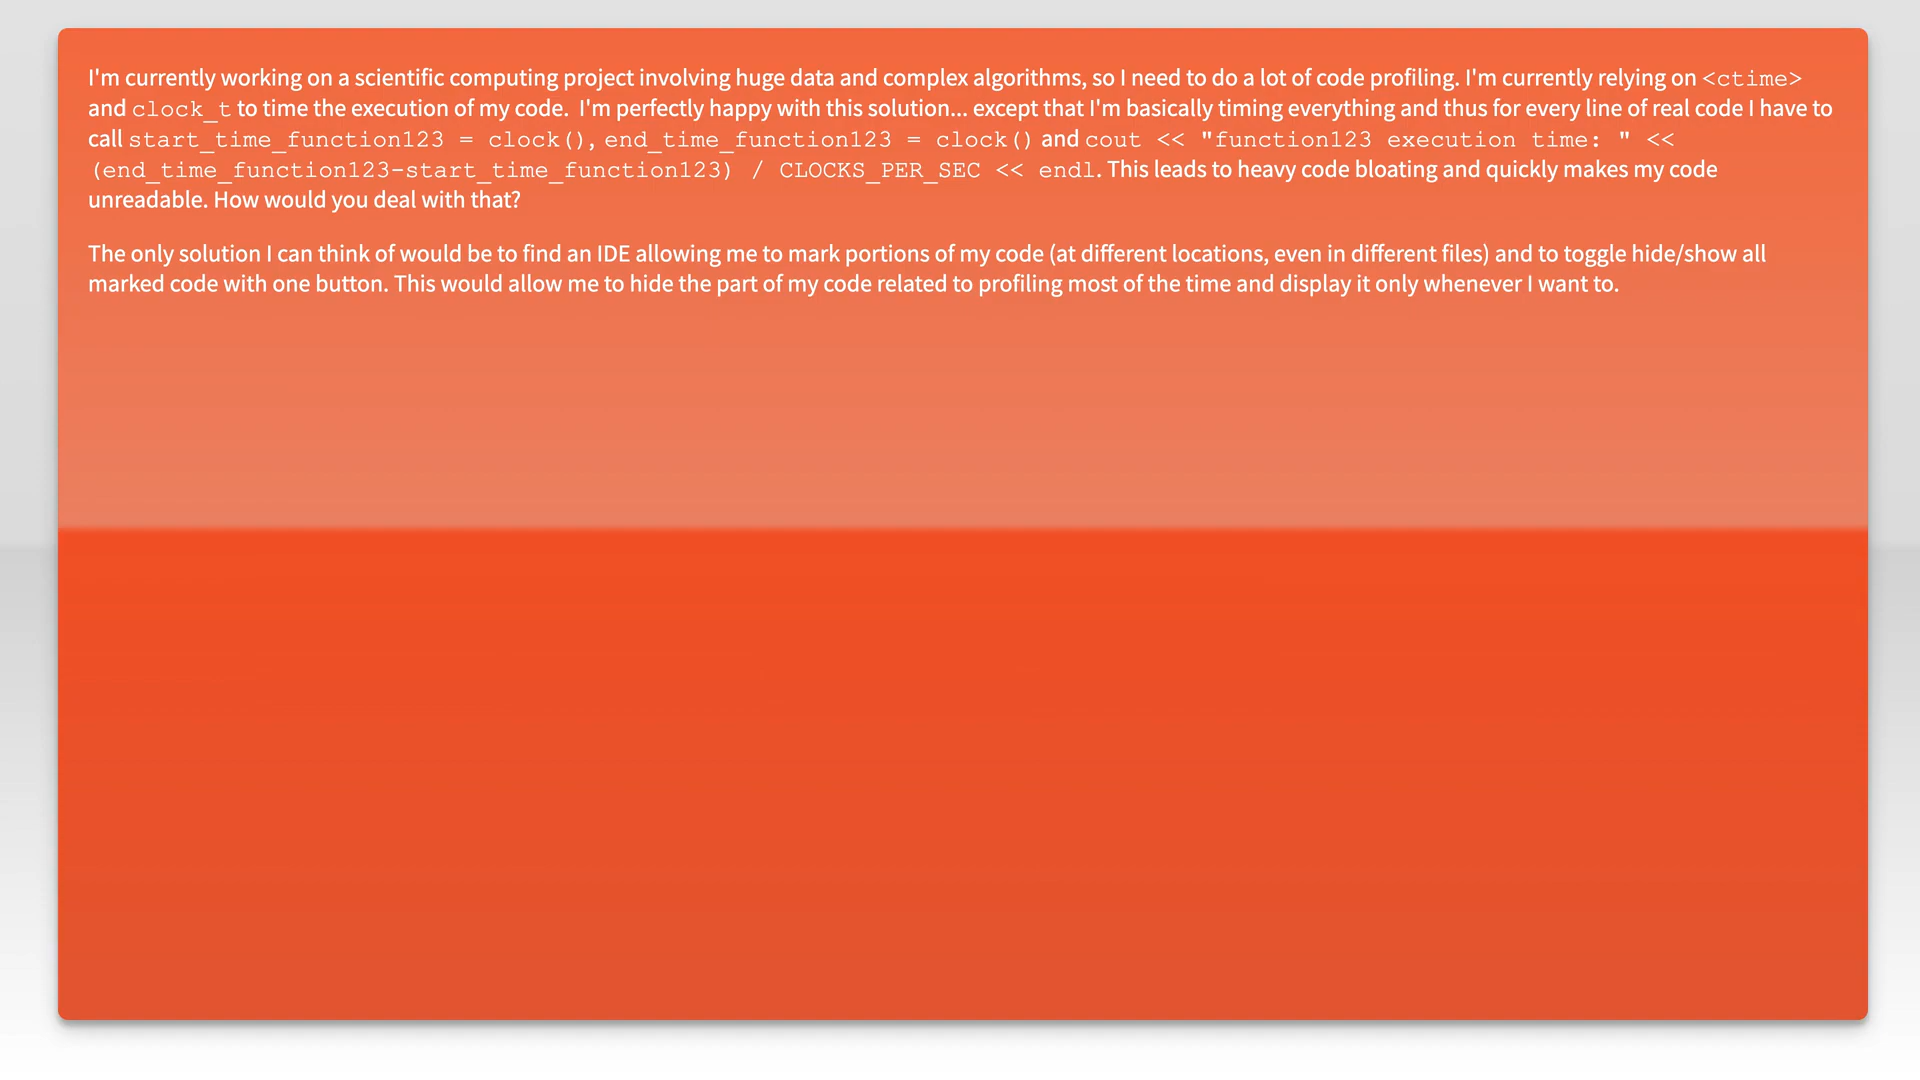 I'm currently working on a scientific computing project involving huge data and complex algorithms, so I need to do a lot of code profiling. I'm currently relying on <ctime>
and clock_t to time the execution of my code.  I'm perfectly happy with this solution... except that I'm basically timing everything and thus for every line of real code I have to
call start_time_function123 = clock(), end_time_function123 = clock() and cout << "function123 execution time: " <<
(end_time_function123-start_time_function123) / CLOCKS_PER_SEC << endl. This leads to heavy code bloating and quickly makes my code
unreadable. How would you deal with that?
The only solution I can think of would be to find an IDE allowing me to mark portions of my code (at different locations, even in different files) and to toggle hide/show all
marked code with one button. This would allow me to hide the part of my code related to profiling most of the time and display it only whenever I want to.